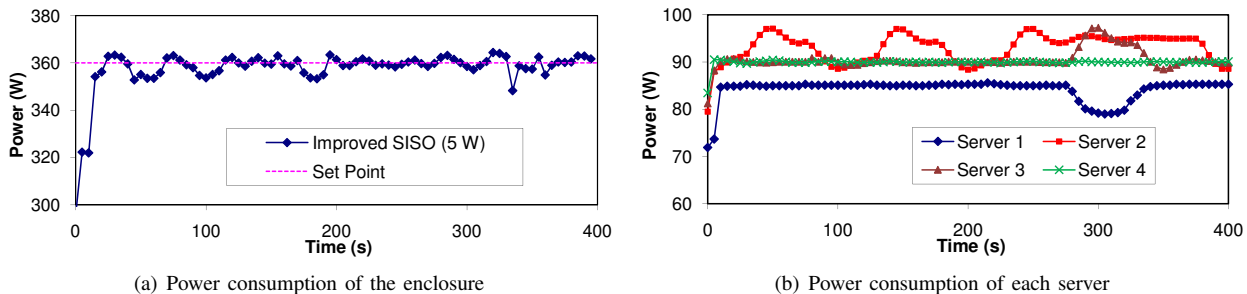 380
360
340
320
300
Power (W)
Improved SISO (5 W)
Set Point
0 100 200 300 400
Time (s)
(a) Power consumption of the enclosure
100
90
80
70
60
Power (W)
Server 1 Server 2
Server 3 Server 4
0 100 200 300 400
Time (s)
(b) Power consumption of each server